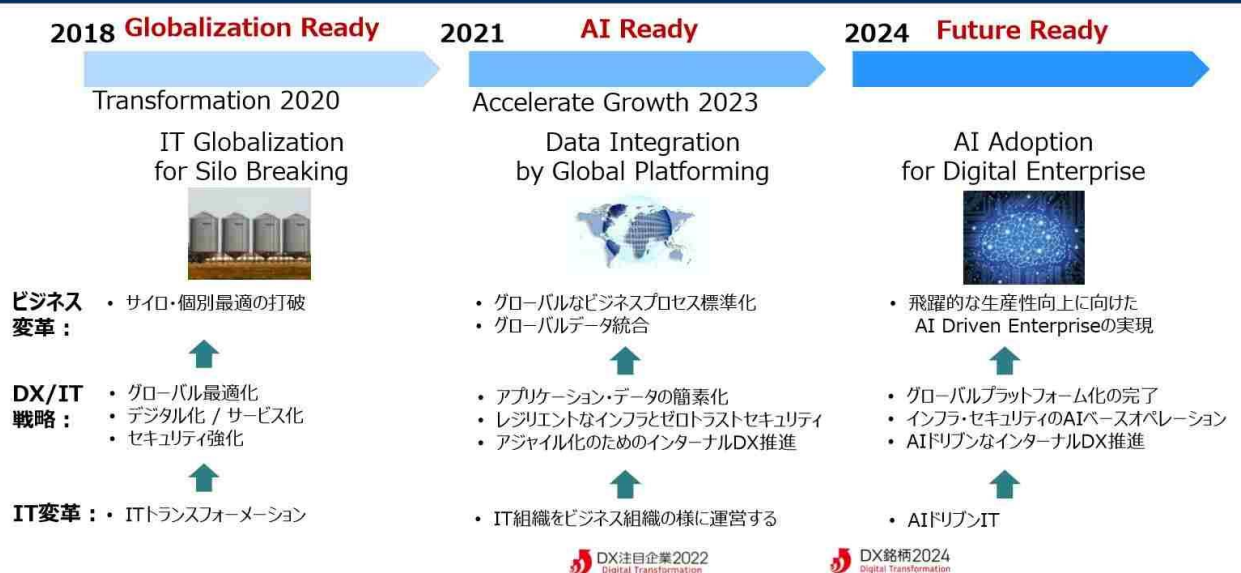 2018 Globalization Ready
Transformation 2020
IT Globalization
for Silo Breaking
2021 AI Ready
Accelerate Growth 2023
Data Integration
by Global Platforming
2024 Future Ready
AI Adoption
for Digital Enterprise
ビジネス
変革：
・サイロ・個別最適の打破
・グローバルなビジネスプロセス標準化
・グローバルデータ統合
・飛躍的な生産性向上に向けた
AI Driven Enterpriseの実現
DX/IT
戦略：
・グローバル最適化
・デジタル化 / サービス化
・セキュリティ強化
・アプリケーション・データの簡素化
・レジリエントなインフラとゼロトラストセキュリティ
・アジャイル化のためのインターナルDX推進
・グローバルプラットフォーム化の完了
・インフラ・セキュリティのAIベースオペレーション
・AIドリブンなインターナルDX推進
IT変革：
・ITトランスフォーメーション
・IT組織をビジネス組織の様に運営する
・AIドリブンIT
DX注目企業2022
Digital Transformation
DX銘柄2024
Digital Transformation